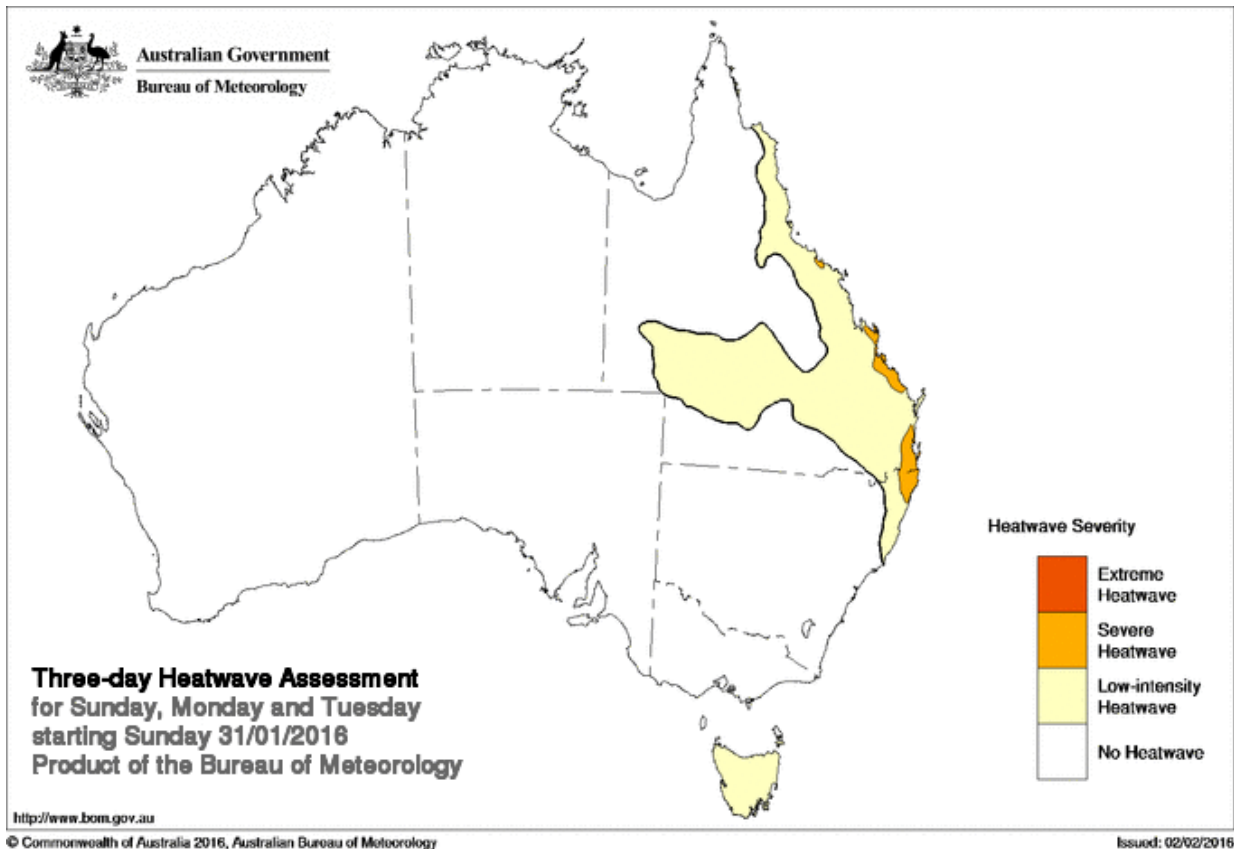 Australian Government
Bureau of Meteorology
Heatwave Severity
Extreme
Heatwave
Severe
Heatwave
Low-intensity
Heatwave
No Heatwave
Three-day Heatwave Assessment
for Sunday, Monday and Tuesday
starting Sunday 31/01/2016
Product of the Bureau of Meteorology
http://www.bom.gov.au
© Commonwealth of Australia 2016, Australian Bureau of Meteorology
Issued: 02/02/2016